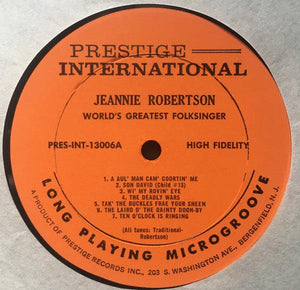 PRESTIGE
INTERNATIONAL
JEANNIE ROBERTSON
WORLD'S GREATEST FOLKSINGER
PRES-INT-13006A
HIGH FIDELITY
1. A AUL' MAN CAM' COORTIN' ME
2. SON DAVID (Child #13)
3. WI' MY ROVIN' EYE
4. THE DEADLY WARS
5. TAK' THE BUCKLES FRAE YOUR SHEEN
6. THE LAIRD O' THE DAINTY DOON-BY
7. TEN O'CLOCK IS RINGING
(All tunes: Traditional-
Robertson)
LONG PLAYING MICROGROOVE
A PRODUCT OF PRESTIGE RECORDS INC., 203 S. WASHINGTON AVE., BERGENFIELD, N. J.